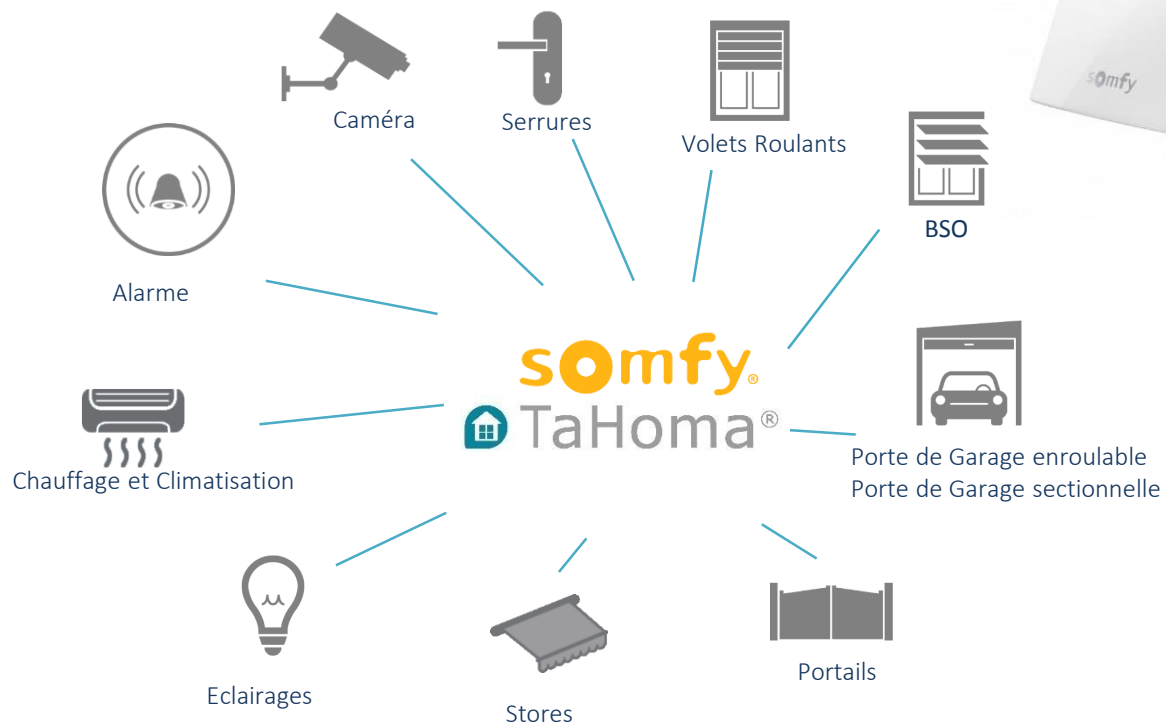 somfy
Caméra
Serrures
Volets Roulants
BSO
Alarme
somfy®
TaHoma®
Chauffage et Climatisation
Porte de Garage enroulable
Porte de Garage sectionnelle
Eclairages
Stores
Portails